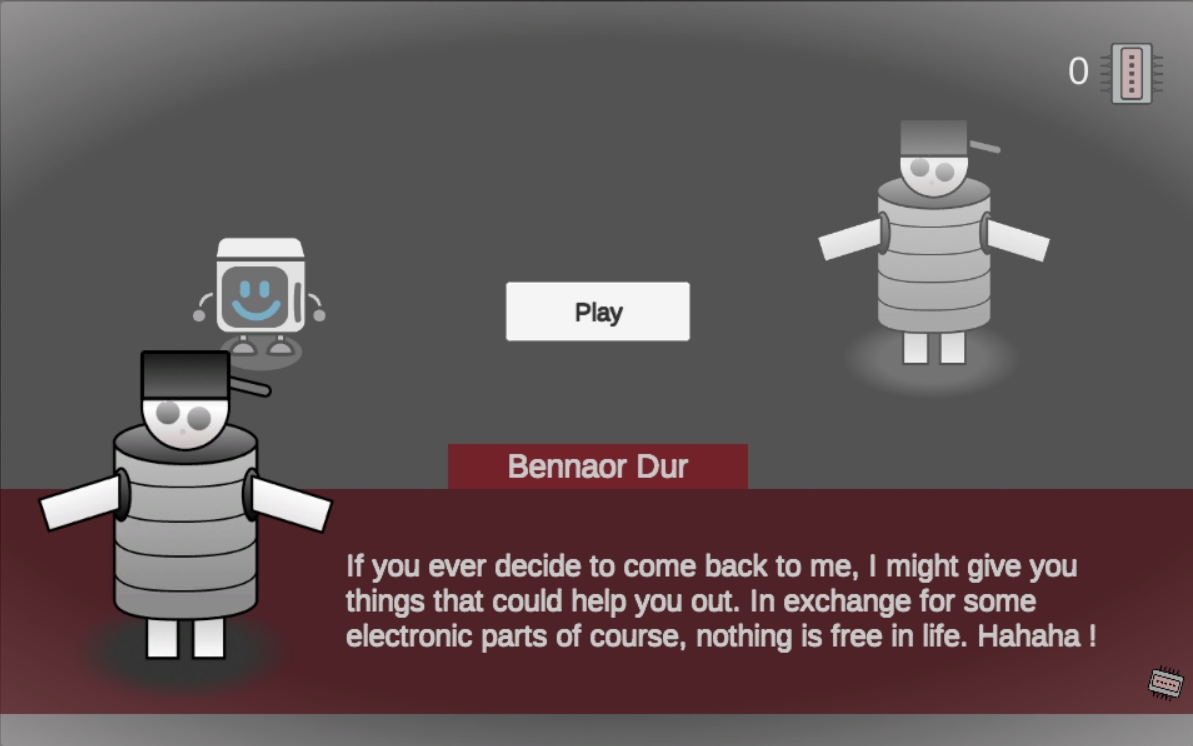 0
Play
Bennaor Dur
If you ever decide to come back to me, I might give you
things that could help you out. In exchange for some
electronic parts of course, nothing is free in life. Hahaha !